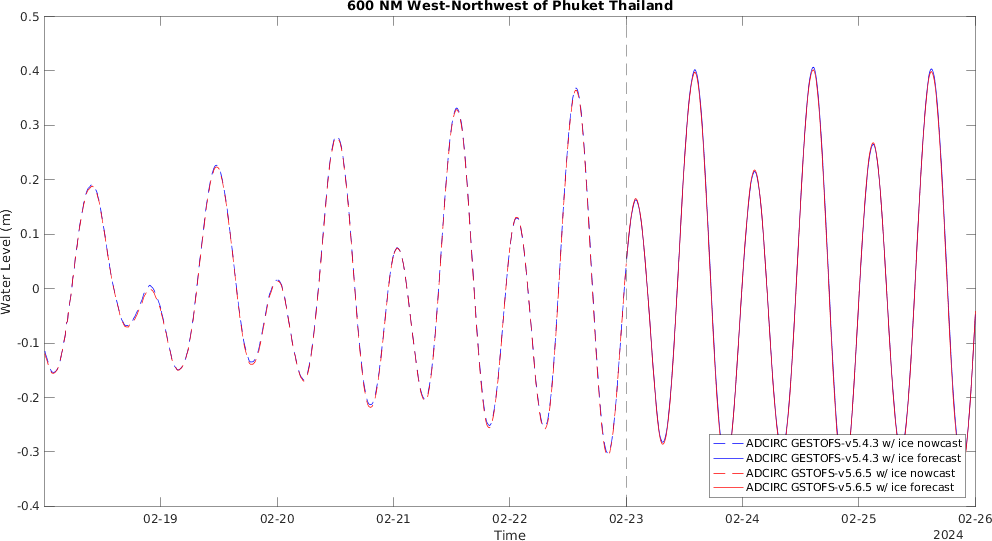 600 NM West-Northwest of Phuket Thailand
0.5
0.4
0.3
0.2
0.1
0
-0.1
-0.2
-0.3
-0.4
Water Level (m)
ADCIRC GESTOFS-v5.4.3 w/ ice nowcast
ADCIRC GESTOFS-v5.4.3 w/ ice forecast
ADCIRC GSTOFS-v5.6.5 w/ ice nowcast
ADCIRC GSTOFS-v5.6.5 w/ ice forecast
02-19 02-20 02-21 02-22 02-23 02-24 02-25 02-26
Time
2024